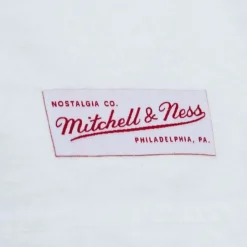 NOSTALGIA CO.
Mitchell & Ness
PHILADELPHIA, PA.